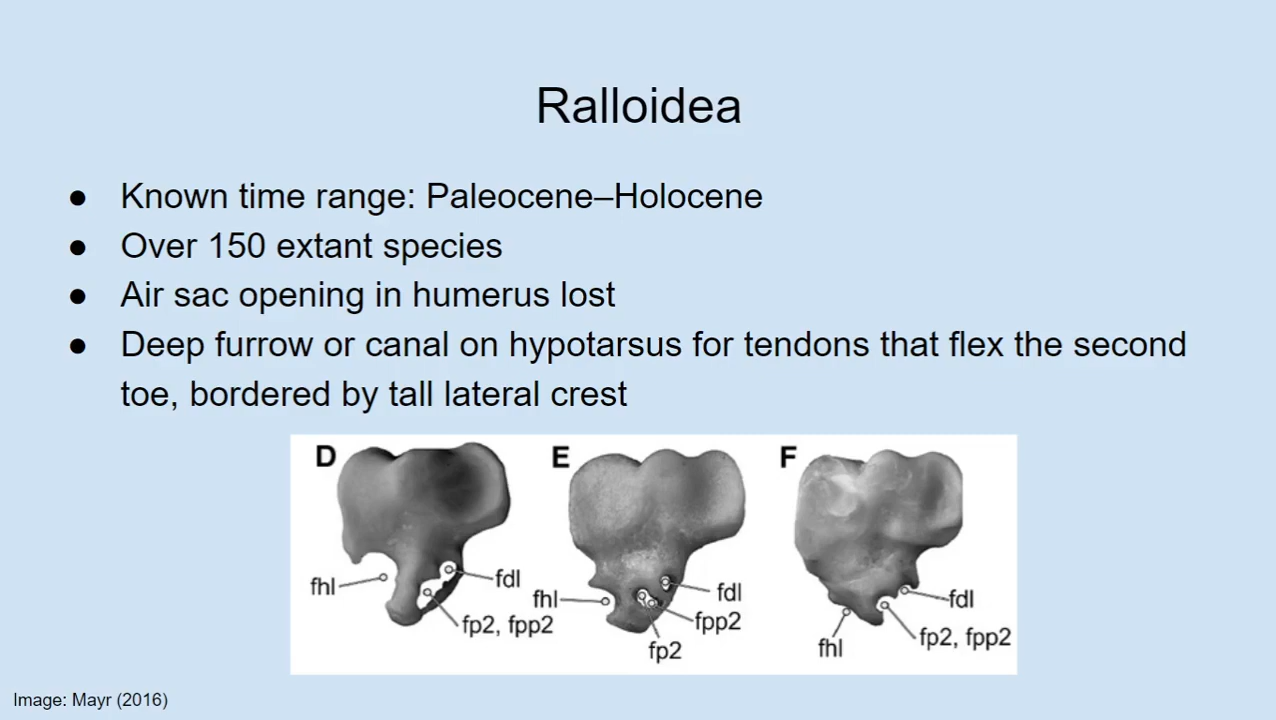 Ralloidea
● Known time range: Paleocene–Holocene
● Over 150 extant species
● Air sac opening in humerus lost
● Deep furrow or canal on hypotarsus for tendons that flex the second
toe, bordered by tall lateral crest
D
fhl
fdl
fp2, fpp2
E
fhl
fdl
fpp2
fp2
F
fdl
fp2, fpp2
fhl
Image: Mayr (2016)